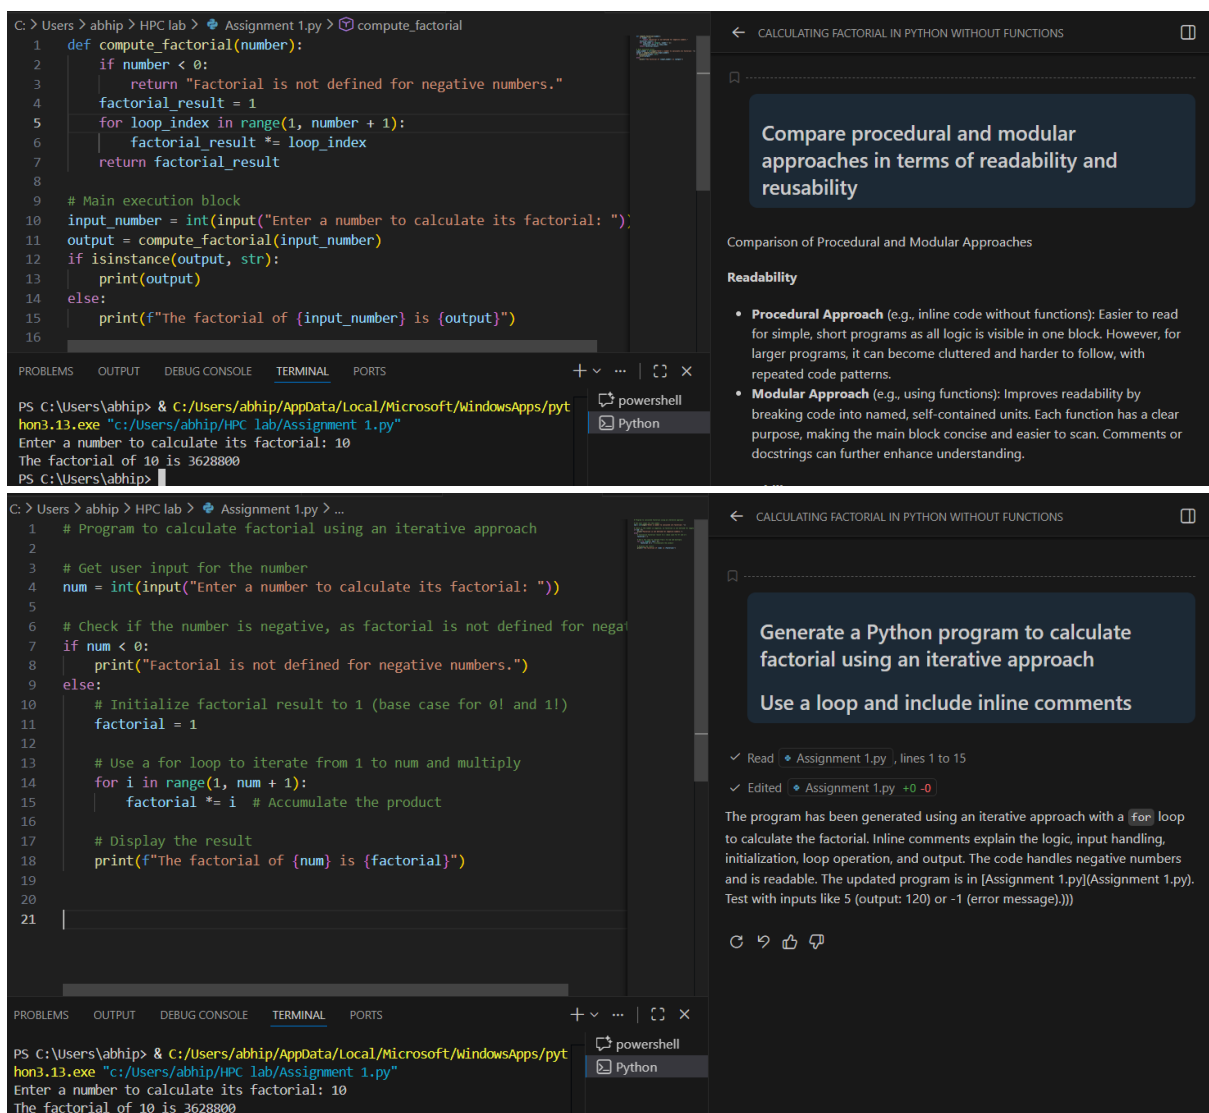 C: > Users > abhip > HPC lab > Assignment 1.py > compute_factorial
1 def compute_factorial(number):
2     if number < 0:
3         return "Factorial is not defined for negative numbers."
4     factorial_result = 1
5     for loop_index in range(1, number + 1):
6         factorial_result *= loop_index
7     return factorial_result
8
9 # Main execution block
10 input_number = int(input("Enter a number to calculate its factorial: "))
11 output = compute_factorial(input_number)
12 if isinstance(output, str):
13     print(output)
14 else:
15     print(f"The factorial of {input_number} is {output}")
16
PROBLEMS OUTPUT DEBUG CONSOLE TERMINAL PORTS
PS C:\Users\abhip> & C:/Users/abhip/AppData/Local/Microsoft/WindowsApps/pyt
hon3.13.exe "c:/Users/abhip/HPC lab/Assignment 1.py"
Enter a number to calculate its factorial: 10
The factorial of 10 is 3628800
PS C:\Users\abhip>
powershell
Python
CALCULATING FACTORIAL IN PYTHON WITHOUT FUNCTIONS
Compare procedural and modular
approaches in terms of readability and
reusability
Comparison of Procedural and Modular Approaches
Readability
• Procedural Approach (e.g., inline code without functions): Easier to read
for simple, short programs as all logic is visible in one block. However, for
larger programs, it can become cluttered and harder to follow, with
repeated code patterns.
• Modular Approach (e.g., using functions): Improves readability by
breaking code into named, self-contained units. Each function has a clear
purpose, making the main block concise and easier to scan. Comments or
docstrings can further enhance understanding.
C: > Users > abhip > HPC lab > Assignment 1.py > ...
1 # Program to calculate factorial using an iterative approach
2
3 # Get user input for the number
4 num = int(input("Enter a number to calculate its factorial: "))
5
6 # Check if the number is negative, as factorial is not defined for negat
7 if num < 0:
8     print("Factorial is not defined for negative numbers.")
9 else:
10     # Initialize factorial result to 1 (base case for 0! and 1!)
11     factorial = 1
12
13     # Use a for loop to iterate from 1 to num and multiply
14     for i in range(1, num + 1):
15         factorial *= i  # Accumulate the product
16
17     # Display the result
18     print(f"The factorial of {num} is {factorial}")
19
20
21
PROBLEMS OUTPUT DEBUG CONSOLE TERMINAL PORTS
PS C:\Users\abhip> & C:/Users/abhip/AppData/Local/Microsoft/WindowsApps/pyt
hon3.13.exe "c:/Users/abhip/HPC lab/Assignment 1.py"
Enter a number to calculate its factorial: 10
The factorial of 10 is 3628800
powershell
Python
CALCULATING FACTORIAL IN PYTHON WITHOUT FUNCTIONS
Generate a Python program to calculate
factorial using an iterative approach
Use a loop and include inline comments
Read Assignment 1.py , lines 1 to 15
Edited Assignment 1.py +0 -0
The program has been generated using an iterative approach with a for loop
to calculate the factorial. Inline comments explain the logic, input handling,
initialization, loop operation, and output. The code handles negative numbers
and is readable. The updated program is in [Assignment 1.py](Assignment 1.py).
Test with inputs like 5 (output: 120) or -1 (error message).)))